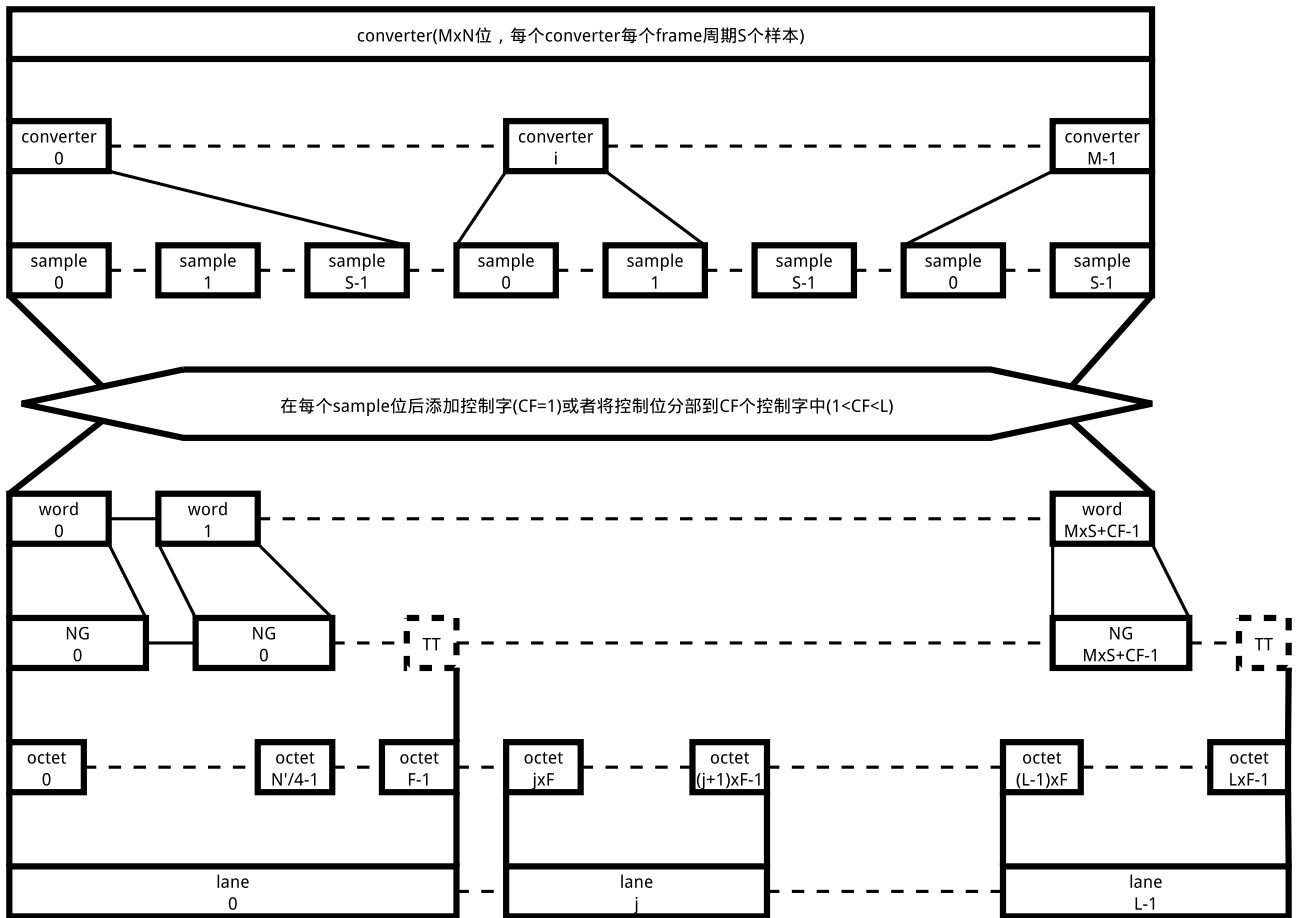 converter(MxN位，每个converter每个frame周期S个样本)
converter
0
converter
i
converter
M-1
sample
0
sample
1
sample
S-1
sample
0
sample
1
sample
S-1
sample
0
sample
S-1
在每个sample位后添加控制字(CF=1)或者将控制位分部到CF个控制字中(1<CF<L)
word
0
word
1
word
MxS+CF-1
NG
0
NG
0
TT
NG
MxS+CF-1
TT
octet
0
octet
N'/4-1
octet
F-1
octet
jxF
octet
(j+1)xF-1
octet
(L-1)xF
octet
LxF-1
lane
0
lane
j
lane
L-1